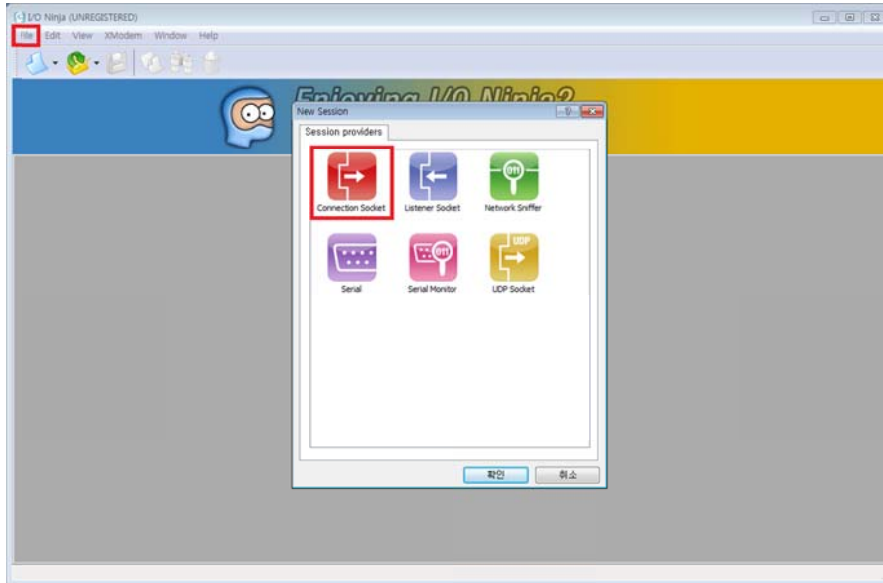 I/O Ninja (UNREGISTERED)
File Edit View XModem Window Help
Enjoying I/O Ninja?
New Session
Session providers
Connection Socket Listener Socket Network Sniffer
Serial Serial Monitor UDP Socket
확인 취소